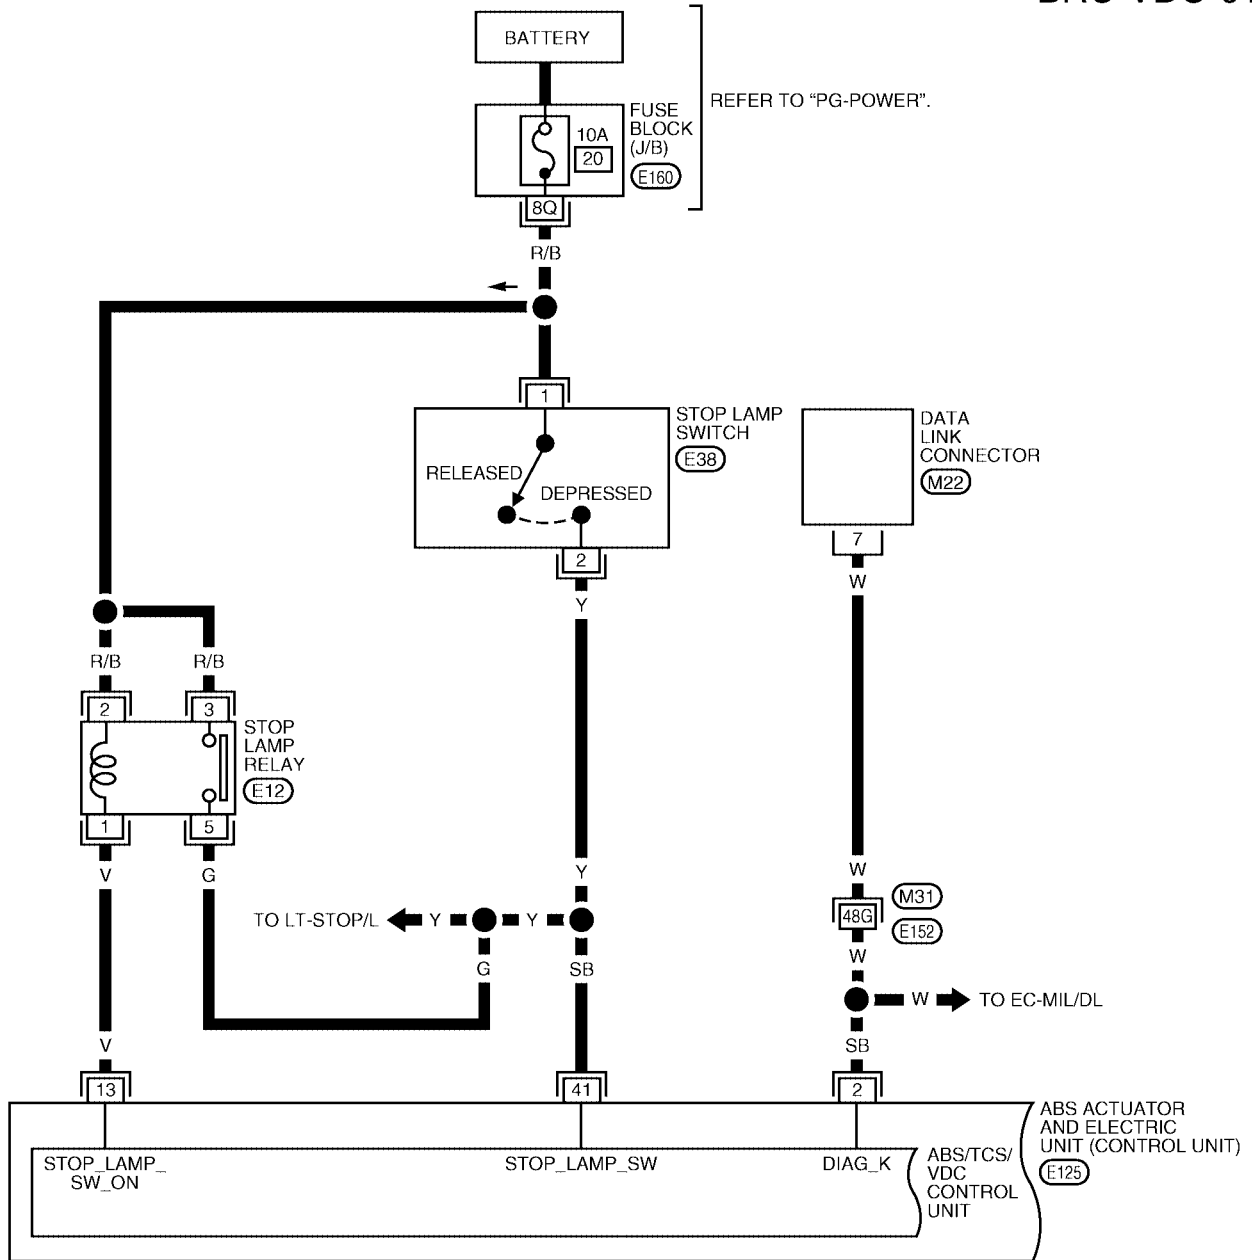 BATTERY
REFER TO “PG-POWER”.
FUSE
BLOCK
(J/B)
10A
20
E160
8Q
R/B
1
STOP LAMP
SWITCH
E38
RELEASED
DEPRESSED
2
Y
DATA
LINK
CONNECTOR
M22
7
W
R/B
R/B
2
3
STOP
LAMP
RELAY
E12
1
5
V
G
Y
W
M31
48G
E152
W
TO LT-STOP/L
Y
Y
G
SB
W
TO EC-MIL/DL
V
SB
13
41
2
ABS ACTUATOR
AND ELECTRIC
UNIT (CONTROL UNIT)
E125
STOP_LAMP_
SW_ON
STOP_LAMP_SW
DIAG_K
ABS/TCS/
VDC
CONTROL
UNIT